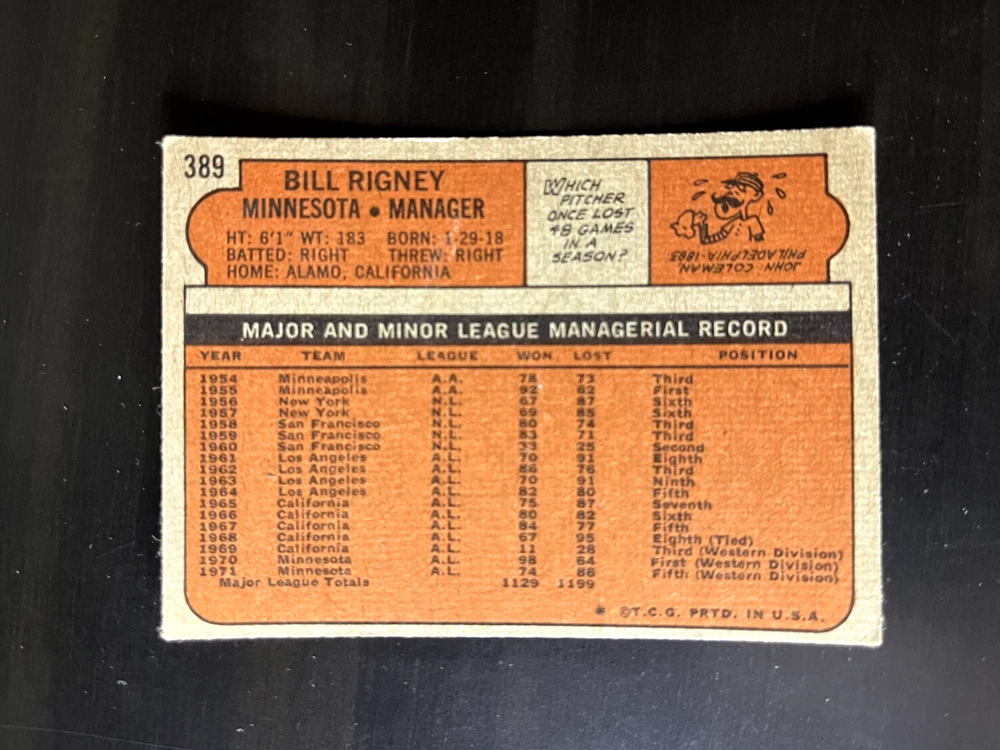 389
BILL RIGNEY
MINNESOTA • MANAGER
HT: 6'1" WT: 183 BORN: 1-29-18
BATTED: RIGHT THREW: RIGHT
HOME: ALAMO, CALIFORNIA
WHICH
PITCHER
ONCE LOST
48 GAMES
IN A
SEASON?
JOHN COLEMAN,
PHILADELPHIA-1883
MAJOR AND MINOR LEAGUE MANAGERIAL RECORD
YEAR TEAM LEAGUE WON LOST POSITION
1954 Minneapolis A.A. 78 73 Third
1955 Minneapolis A.A. 92 62 First
1956 New York N.L. 67 87 Sixth
1957 New York N.L. 69 85 Sixth
1958 San Francisco N.L. 80 74 Third
1959 San Francisco N.L. 83 71 Third
1960 San Francisco N.L. 33 25 Second
1961 Los Angeles A.L. 70 91 Eighth
1962 Los Angeles A.L. 86 76 Third
1963 Los Angeles A.L. 70 91 Ninth
1964 Los Angeles A.L. 82 80 Fifth
1965 California A.L. 75 87 Seventh
1966 California A.L. 80 82 Sixth
1967 California A.L. 84 77 Fifth
1968 California A.L. 67 95 Eighth (Tied)
1969 California A.L. 11 28 Third (Western Division)
1970 Minnesota A.L. 98 64 First (Western Division)
1971 Minnesota A.L. 74 86 Fifth (Western Division)
Major League Totals 1129 1199
* ©T.C.G. PRTD. IN U.S.A.